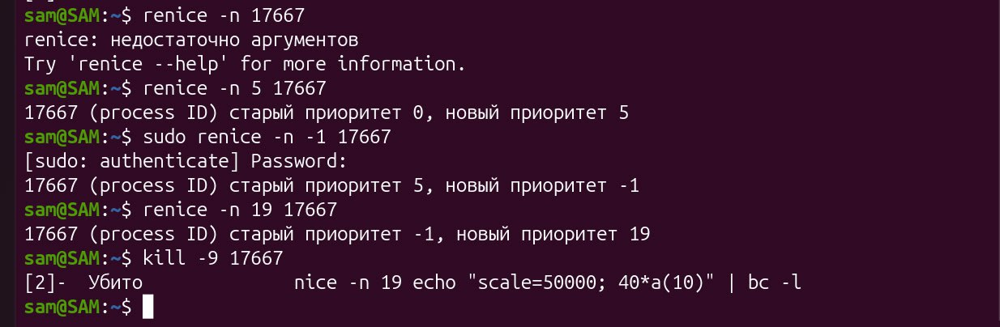 sam@SAM:~$ renice -n 17667
renice: недостаточно аргументов
Try 'renice --help' for more information.
sam@SAM:~$ renice -n 5 17667
17667 (process ID) старый приоритет 0, новый приоритет 5
sam@SAM:~$ sudo renice -n -1 17667
[sudo: authenticate] Password:
17667 (process ID) старый приоритет 5, новый приоритет -1
sam@SAM:~$ renice -n 19 17667
17667 (process ID) старый приоритет -1, новый приоритет 19
sam@SAM:~$ kill -9 17667
[2]-  Убито              nice -n 19 echo "scale=50000; 40*a(10)" | bc -l
sam@SAM:~$